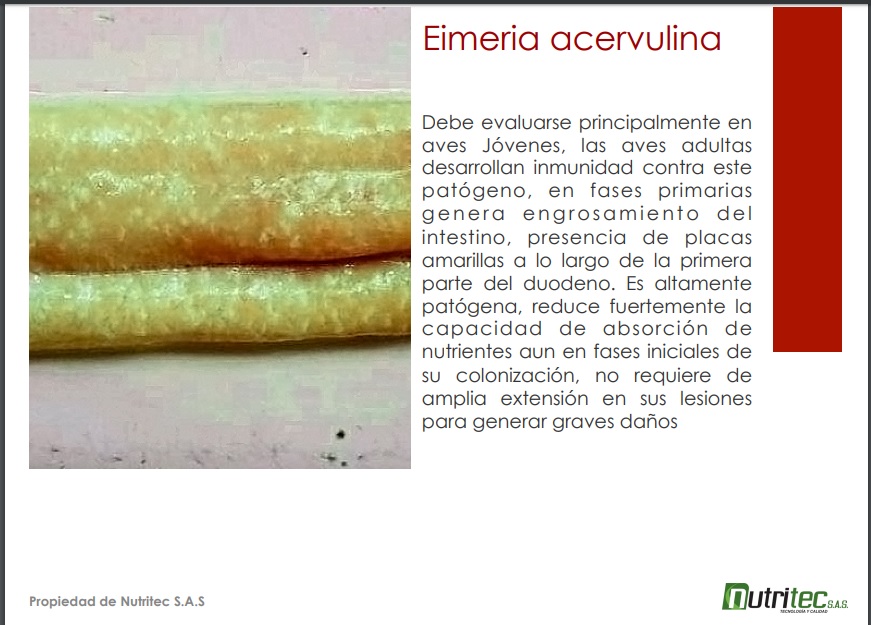 Eimeria acervulina
Debe evaluarse principalmente en
aves Jóvenes, las aves adultas
desarrollan inmunidad contra este
patógeno, en fases primarias
genera engrosamiento del
intestino, presencia de placas
amarillas a lo largo de la primera
parte del duodeno. Es altamente
patógena, reduce fuertemente la
capacidad de absorción de
nutrientes aun en fases iniciales de
su colonización, no requiere de
amplia extensión en sus lesiones
para generar graves daños
Propiedad de Nutritec S.A.S
nutritec S.A.S.
TECNOLOGÍA Y CALIDAD